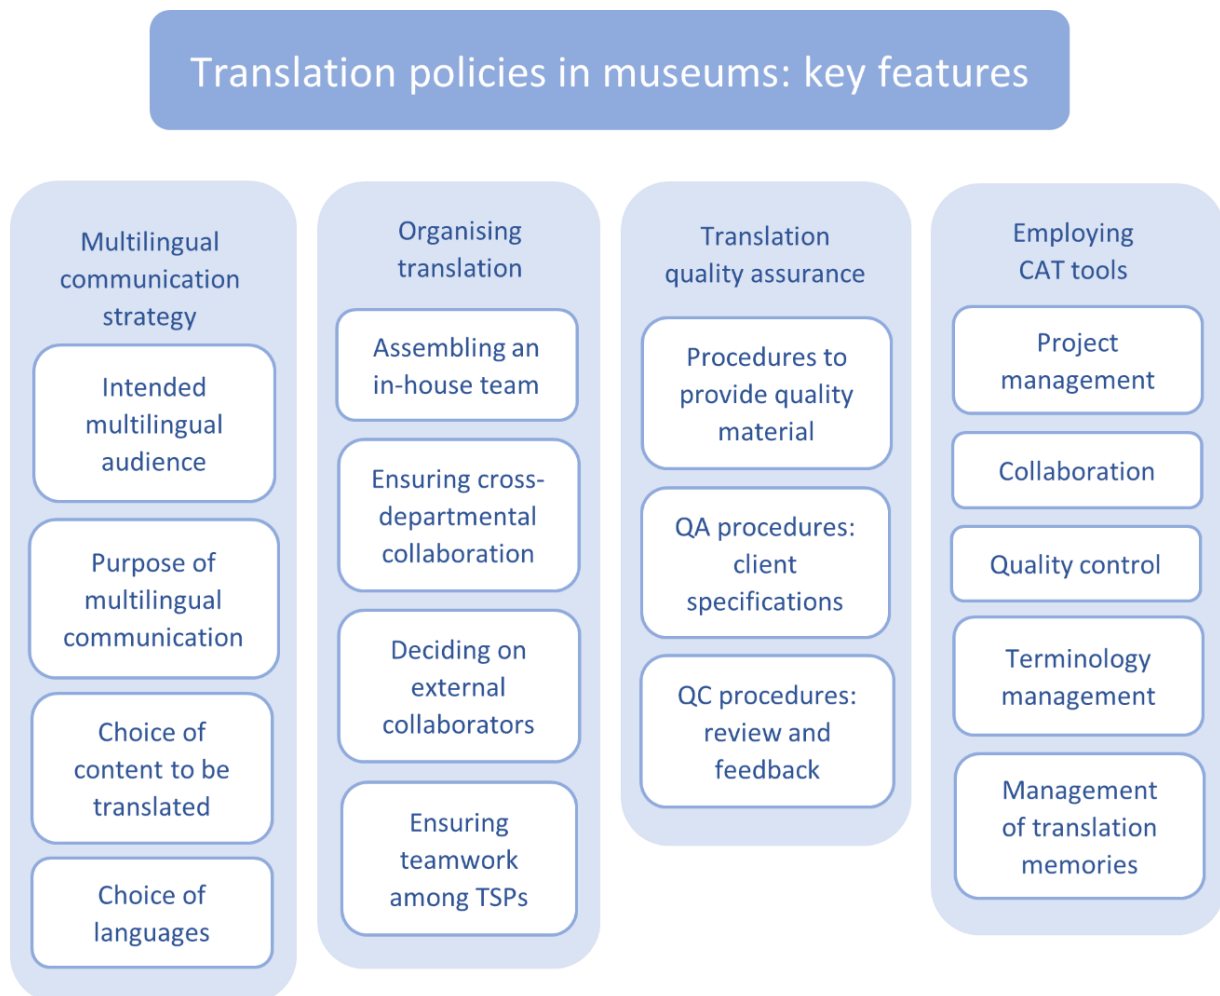 Translation policies in museums: key features
Multilingual
communication
strategy
Intended
multilingual
audience
Purpose of
multilingual
communication
Choice of
content to be
translated
Choice of
languages
Organising
translation
Assembling an
in-house team
Ensuring cross-
departmental
collaboration
Deciding on
external
collaborators
Ensuring
teamwork
among TSPs
Translation
quality assurance
Procedures to
provide quality
material
QA procedures:
client
specifications
QC procedures:
review and
feedback
Employing
CAT tools
Project
management
Collaboration
Quality control
Terminology
management
Management
of translation
memories